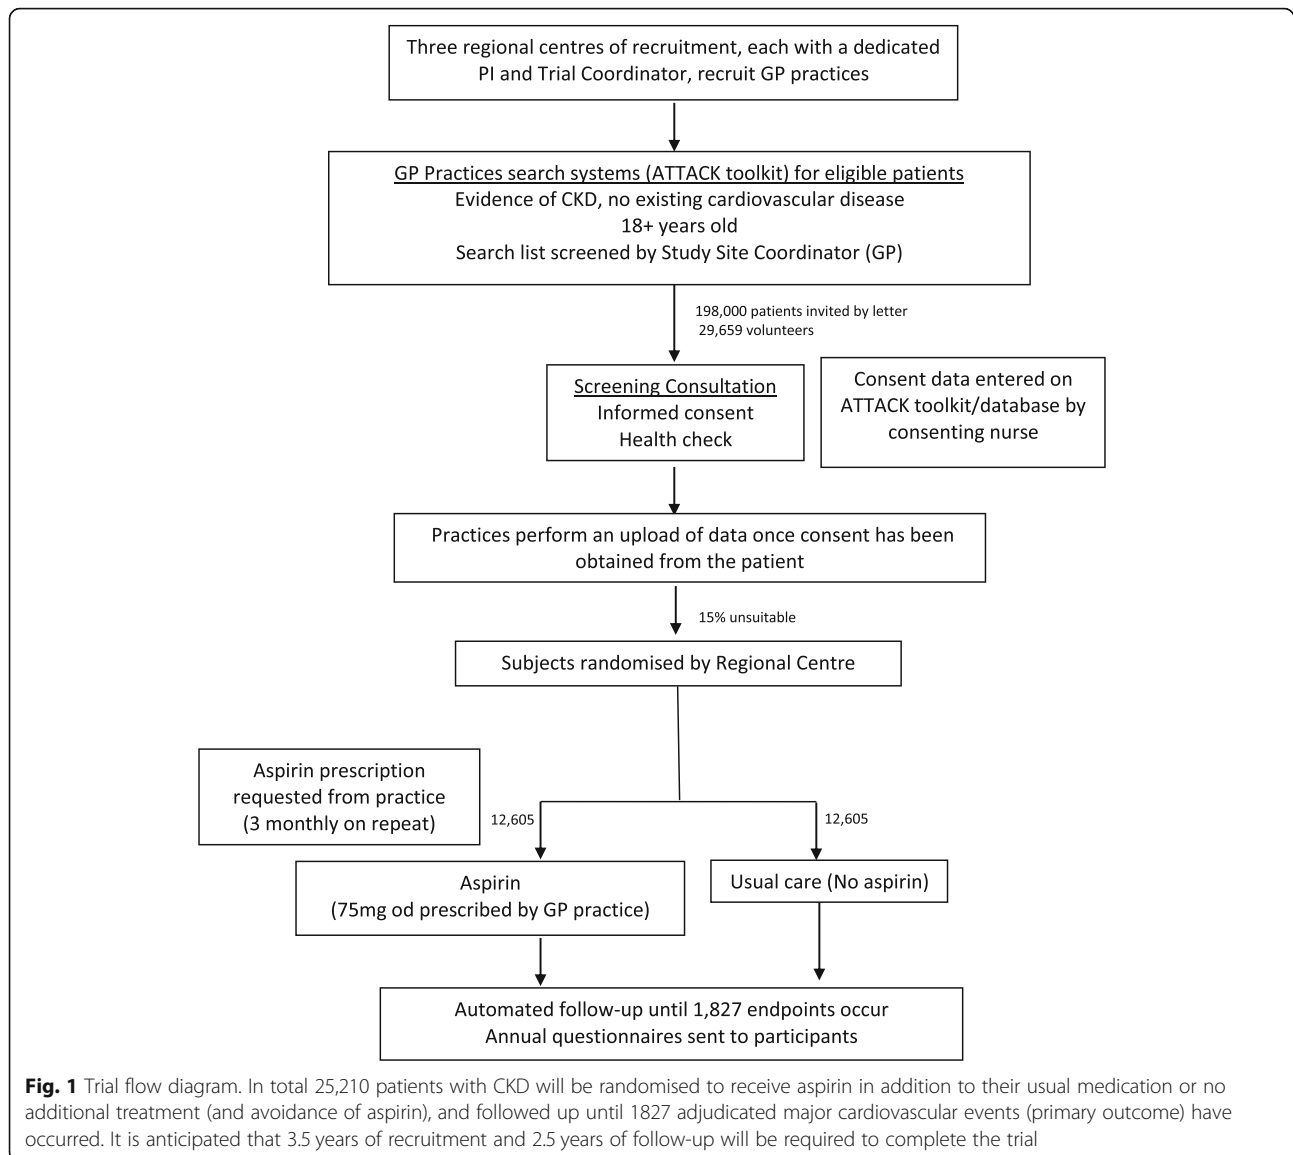 Three regional centres of recruitment, each with a dedicated
PI and Trial Coordinator, recruit GP practices
GP Practices search systems (ATTACK toolkit) for eligible patients
Evidence of CKD, no existing cardiovascular disease
18+ years old
Search list screened by Study Site Coordinator (GP)
198,000 patients invited by letter
29,659 volunteers
Screening Consultation
Informed consent
Health check
Consent data entered on
ATTACK toolkit/database by
consenting nurse
Practices perform an upload of data once consent has been
obtained from the patient
15% unsuitable
Subjects randomised by Regional Centre
Aspirin prescription
requested from practice
(3 monthly on repeat)
12,605
12,605
Aspirin
(75mg od prescribed by GP practice)
Usual care (No aspirin)
Automated follow-up until 1,827 endpoints occur
Annual questionnaires sent to participants
Fig. 1 Trial flow diagram. In total 25,210 patients with CKD will be randomised to receive aspirin in addition to their usual medication or no
additional treatment (and avoidance of aspirin), and followed up until 1827 adjudicated major cardiovascular events (primary outcome) have
occurred. It is anticipated that 3.5 years of recruitment and 2.5 years of follow-up will be required to complete the trial